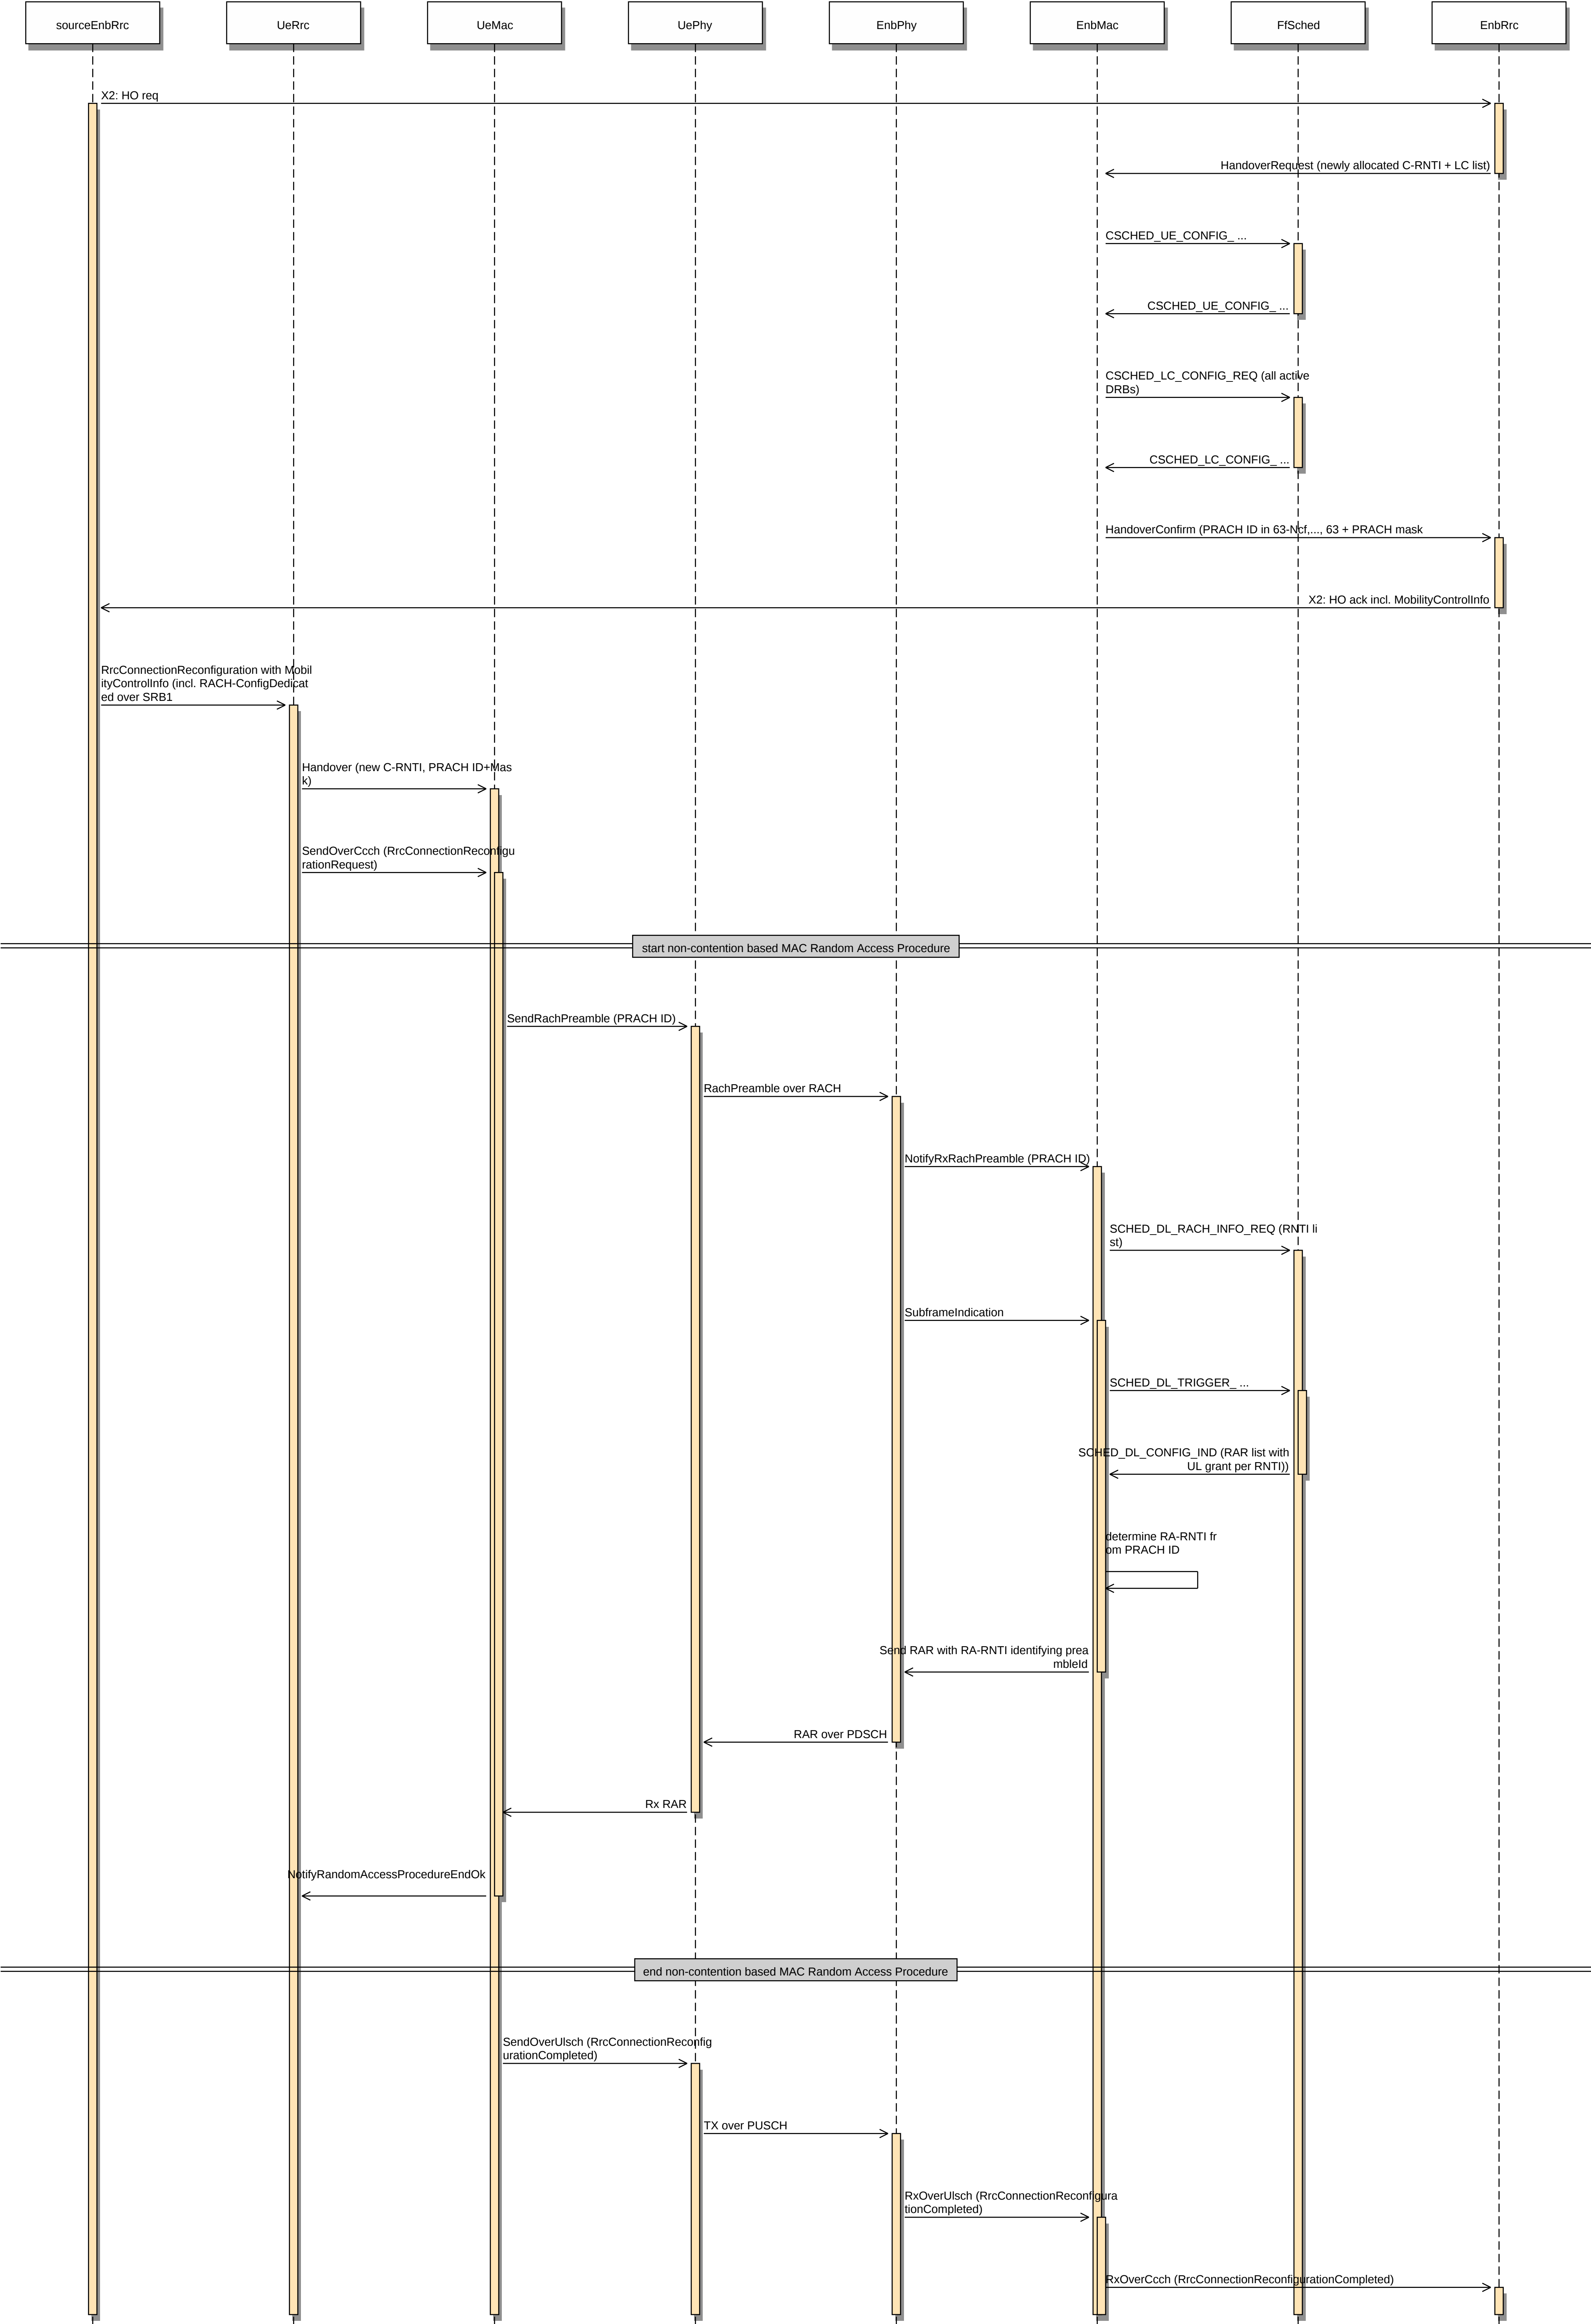 sourceEnbRrc
UeRrc
UeMac
UePhy
EnbPhy
EnbMac
FfSched
EnbRrc
X2: HO req
HandoverRequest (newly allocated C-RNTI + LC list)
CSCHED_UE_CONFIG_ ...
CSCHED_UE_CONFIG_ ...
CSCHED_LC_CONFIG_REQ (all active
DRBs)
CSCHED_LC_CONFIG_ ...
HandoverConfirm (PRACH ID in 63-Ncf,..., 63 + PRACH mask
X2: HO ack incl. MobilityControlInfo
RrcConnectionReconfiguration with Mobil
ityControlInfo (incl. RACH-ConfigDedicat
ed over SRB1
Handover (new C-RNTI, PRACH ID+Mas
k)
SendOverCcch (RrcConnectionReconfigu
rationRequest)
start non-contention based MAC Random Access Procedure
SendRachPreamble (PRACH ID)
RachPreamble over RACH
NotifyRxRachPreamble (PRACH ID)
SCHED_DL_RACH_INFO_REQ (RNTI li
st)
SubframeIndication
SCHED_DL_TRIGGER_ ...
SCHED_DL_CONFIG_IND (RAR list with
UL grant per RNTI))
determine RA-RNTI fr
om PRACH ID
Send RAR with RA-RNTI identifying prea
mbleId
RAR over PDSCH
Rx RAR
NotifyRandomAccessProcedureEndOk
end non-contention based MAC Random Access Procedure
SendOverUlsch (RrcConnectionReconfig
urationCompleted)
TX over PUSCH
RxOverUlsch (RrcConnectionReconfigura
tionCompleted)
RxOverCcch (RrcConnectionReconfigurationCompleted)